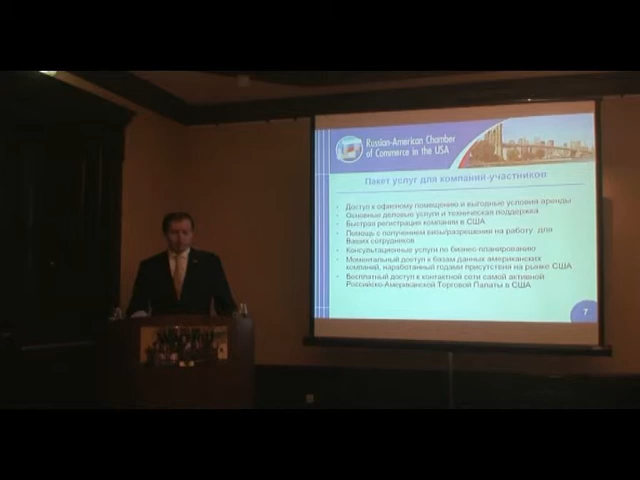 Russian-American Chamber
of Commerce in the USA
Пакет услуг для компаний-участников
Доступ к офисному помещению и выгодные условия аренды
Основные деловые услуги и техническая поддержка
Быстрая регистрация компании в США
Помощь с получением визы/разрешения на работу для
Ваших сотрудников
Консультационные услуги по бизнес-планированию
Моментальный доступ к базам данных американских
компаний, наработанный годами присутствия на рынке США
Бесплатный доступ к контактной сети самой активной
Российско-Американской Торговой Палаты в США
7